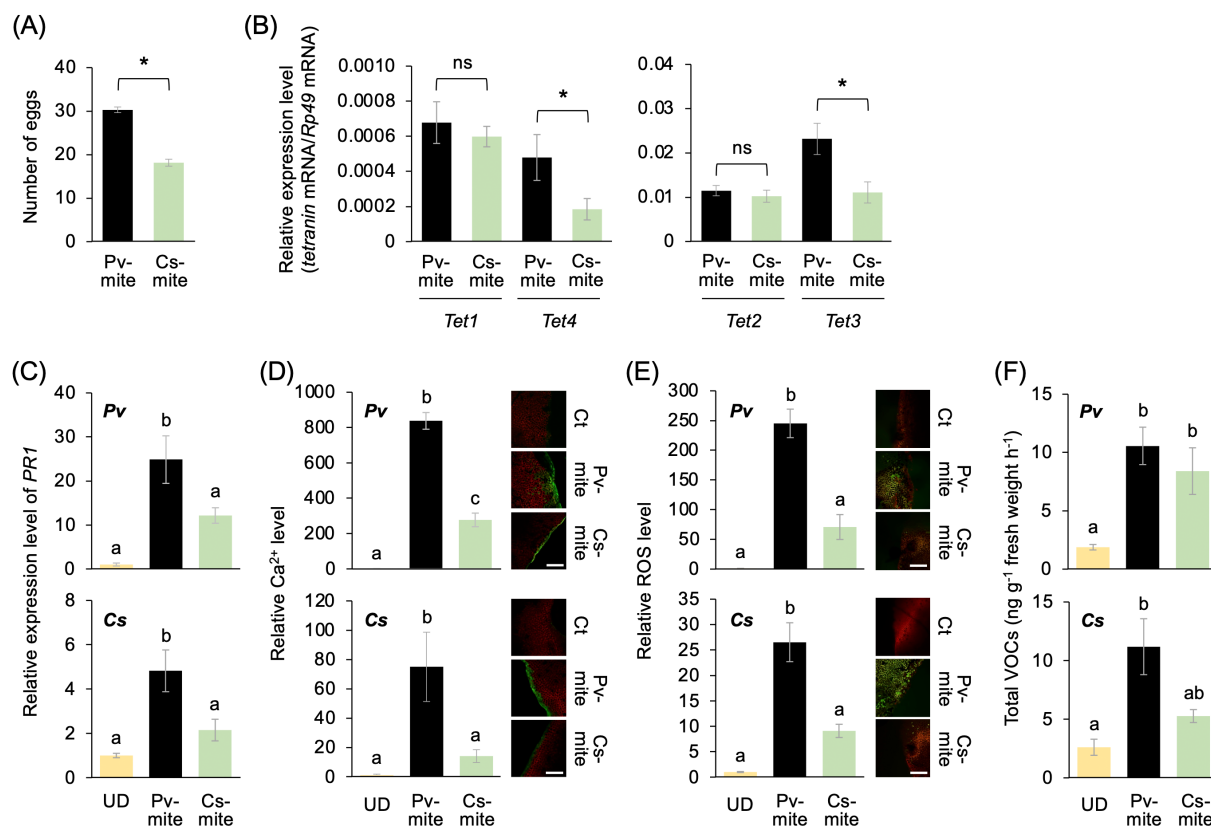 (A)
Number of eggs
40
30
20
10
0
*
Pv-
mite
Cs-
mite
(B)
Relative expression level
(tetranin mRNA/Rp49 mRNA)
0.0010
0.0008
0.0006
0.0004
0.0002
0
ns
*
Pv-
mite
Cs-
mite
Pv-
mite
Cs-
mite
Tet1
Tet4
0.04
0.03
0.02
0.01
0
ns
*
Pv-
mite
Cs-
mite
Pv-
mite
Cs-
mite
Tet2
Tet3
(C)
Relative expression level of PR1
40
30
20
10
0
Pv
a
b
a
8
6
4
2
0
Cs
a
b
a
UD
Pv-
mite
Cs-
mite
(D)
Relative Ca²⁺ level
1000
800
600
400
200
0
Pv
a
b
c
Ct
Pv-
mite
Cs-
mite
120
100
80
60
40
20
0
Cs
a
b
a
Ct
Pv-
mite
Cs-
mite
UD
Pv-
mite
Cs-
mite
(E)
Relative ROS level
300
250
200
150
100
50
0
Pv
a
b
a
Ct
Pv-
mite
Cs-
mite
35
30
25
20
15
10
5
0
Cs
a
b
a
Ct
Pv-
mite
Cs-
mite
UD
Pv-
mite
Cs-
mite
(F)
Total VOCs (ng g⁻¹ fresh weight h⁻¹)
15
10
5
0
Pv
a
b
b
15
10
5
0
Cs
a
b
ab
UD
Pv-
mite
Cs-
mite